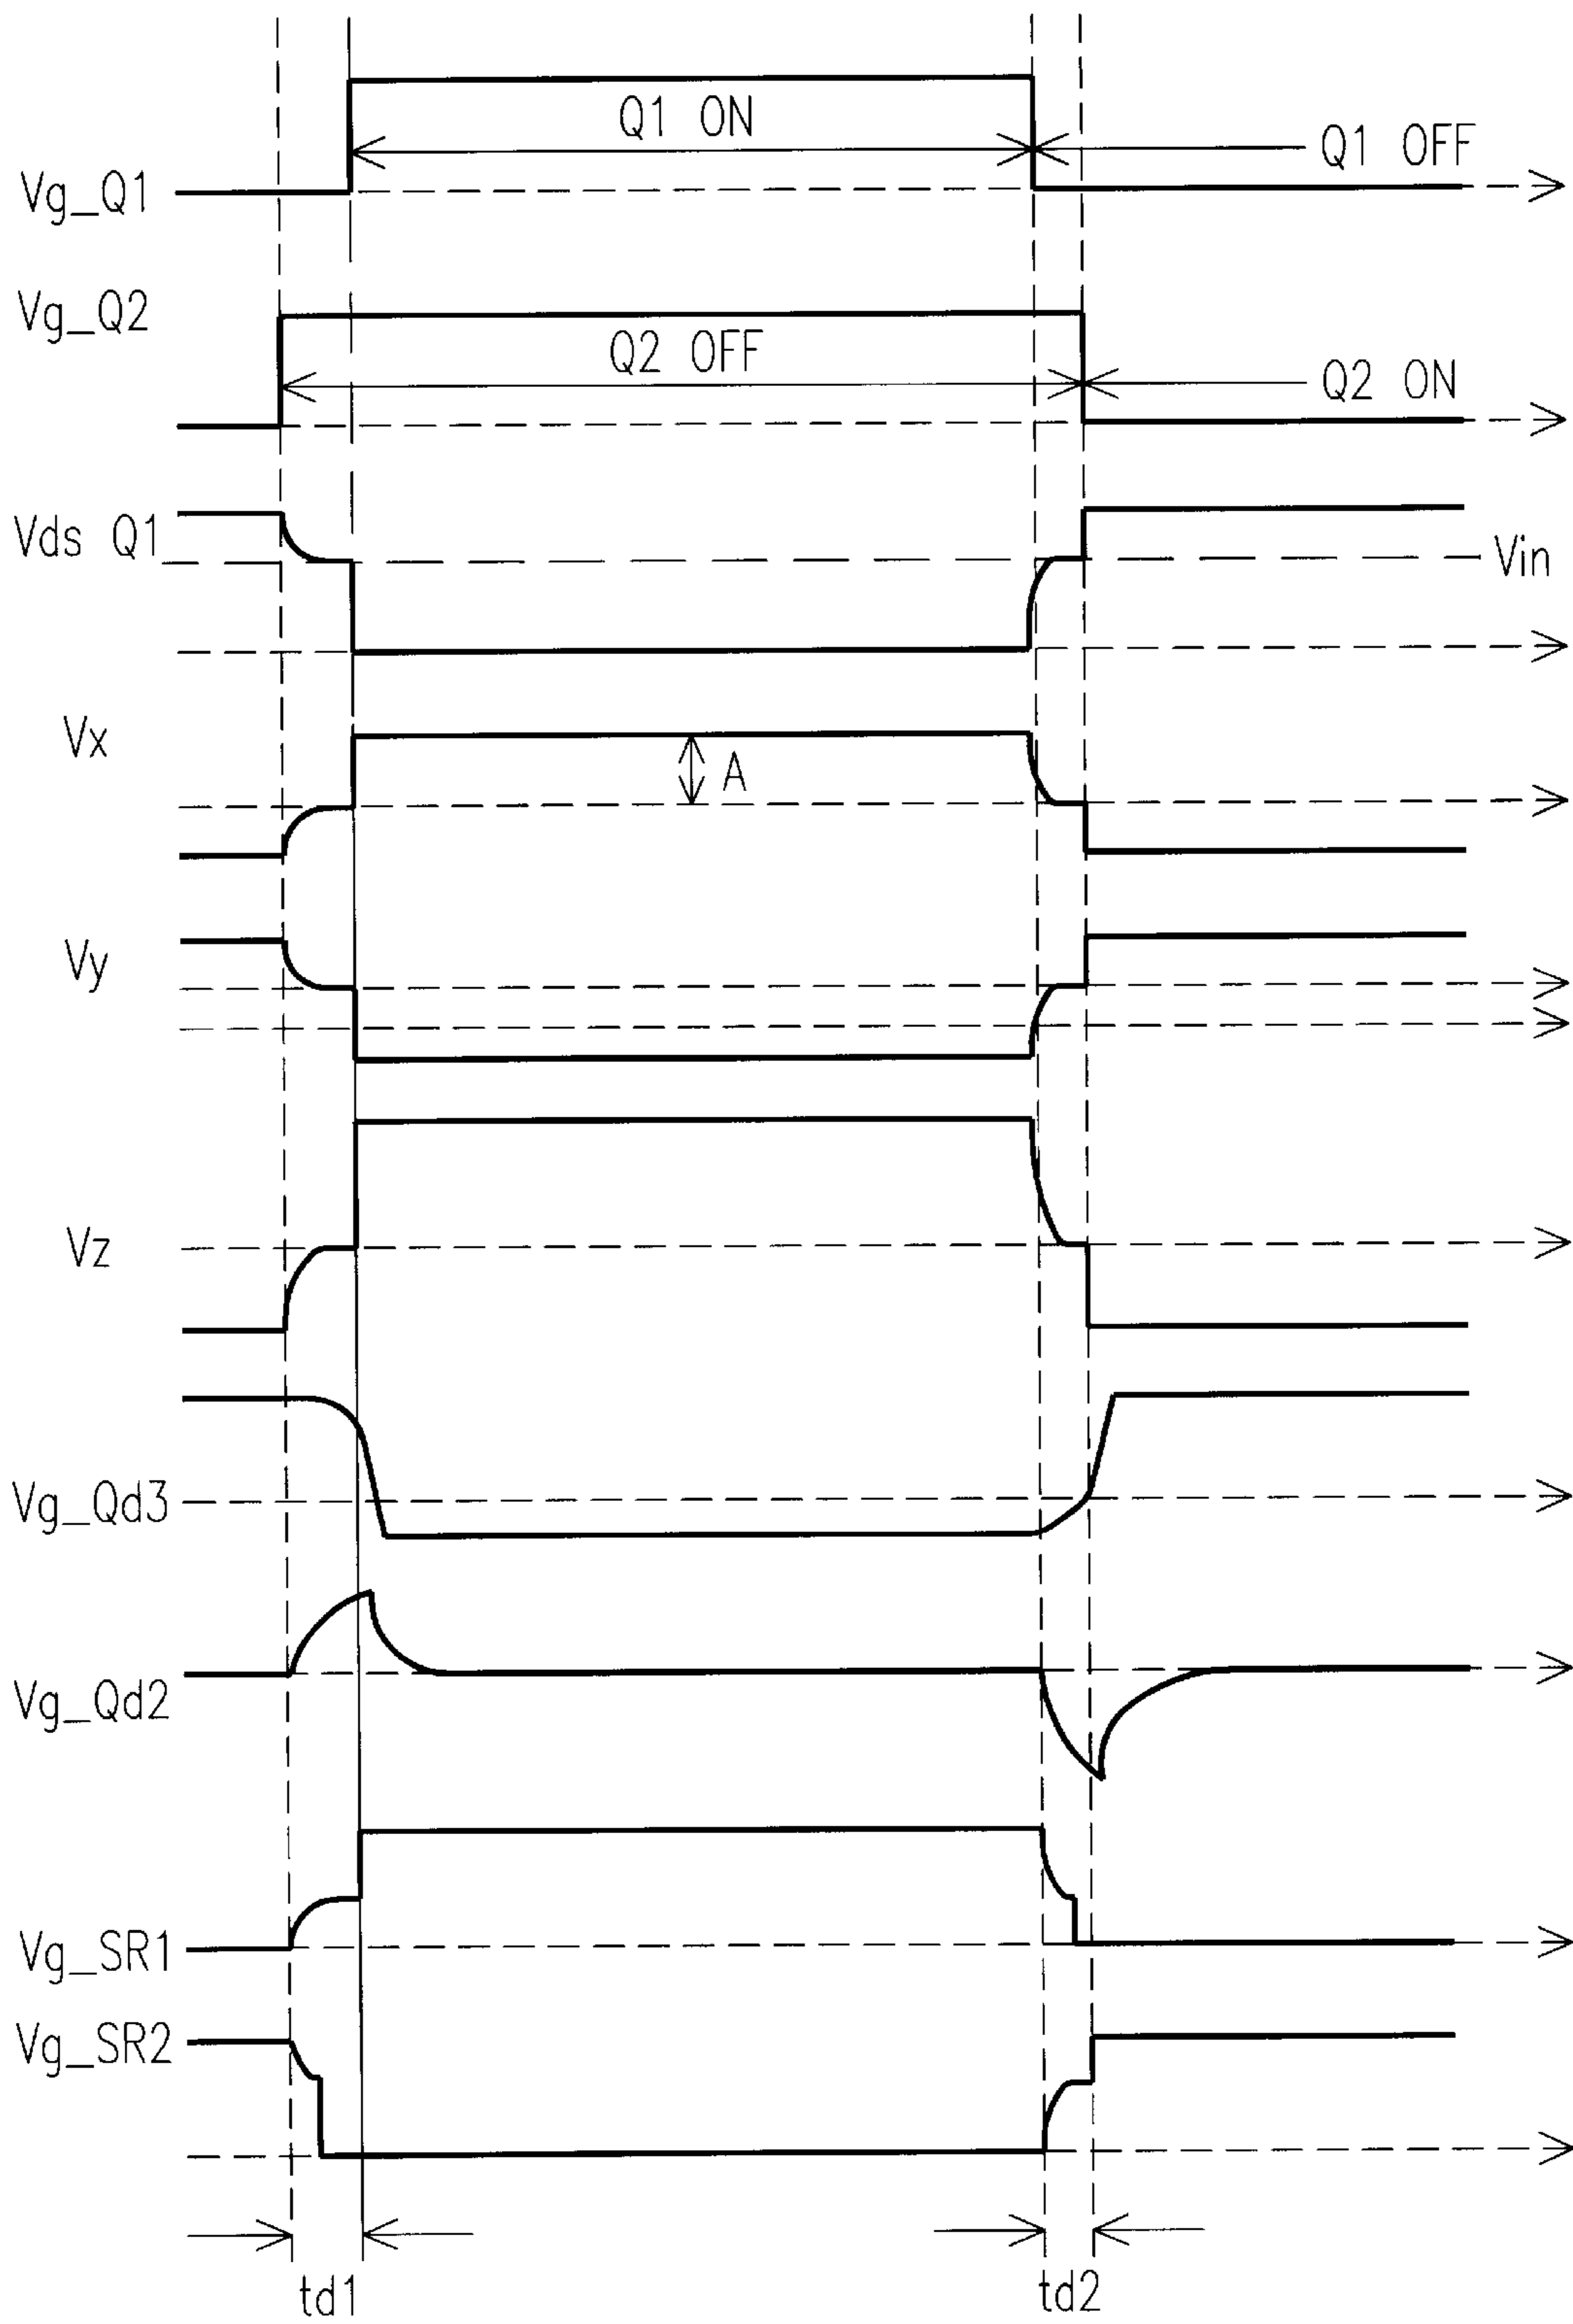 Q1 ON
Q1 OFF
Vg_Q1
Vg_Q2
Q2 OFF
Q2 ON
Vds Q1
Vin
Vx
A
Vy
Vz
Vg_Qd3
Vg_Qd2
Vg_SR1
Vg_SR2
td1
td2